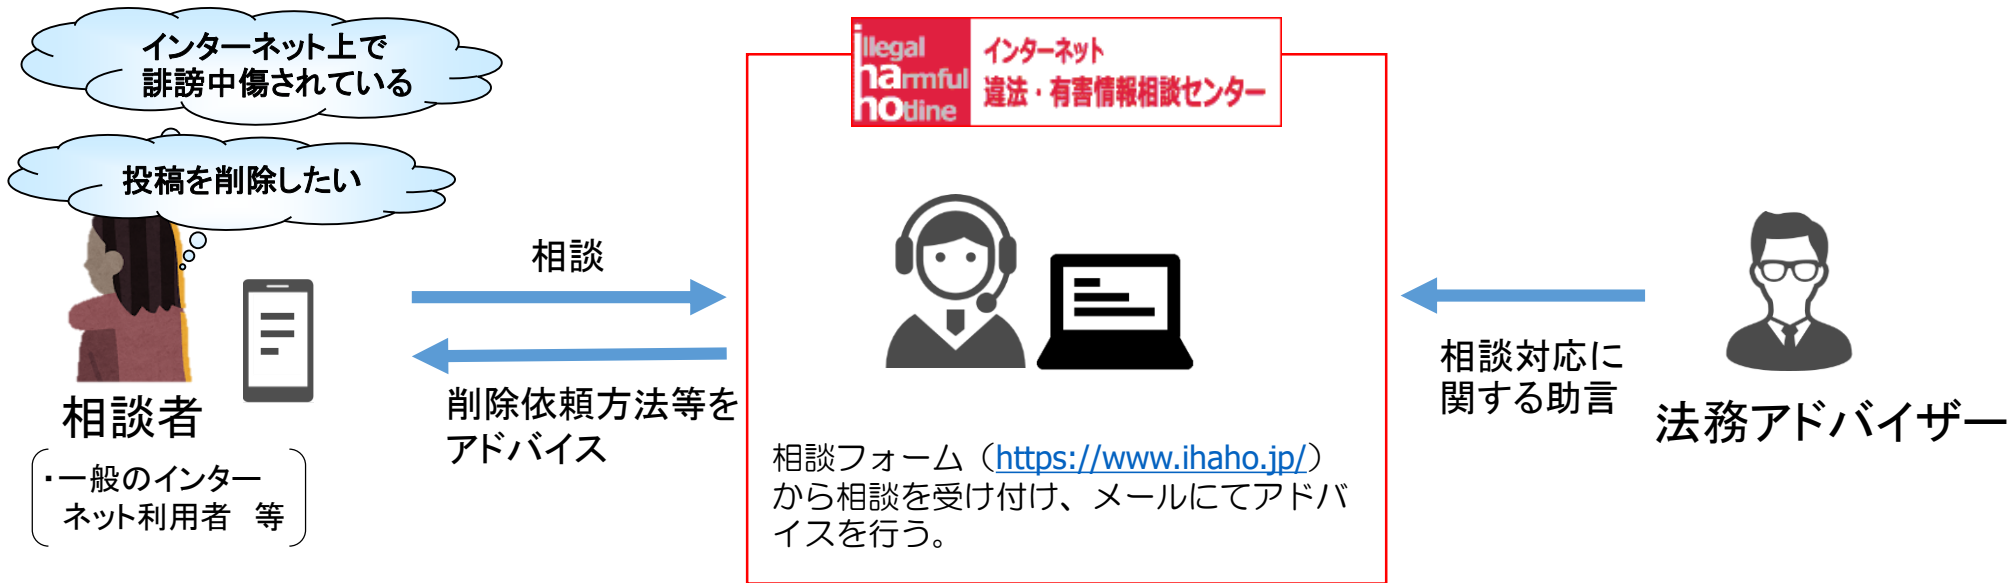 インターネット上で
誹謗中傷されている
投稿を削除したい
相談者
・一般のインター
ネット利用者 等
相談
削除依頼方法等を
アドバイス
illegal
harmful
hotline
インターネット
違法・有害情報相談センター
相談フォーム（https://www.ihaho.jp/）
から相談を受け付け、メールにてアドバ
イスを行う。
相談対応に
関する助言
法務アドバイザー